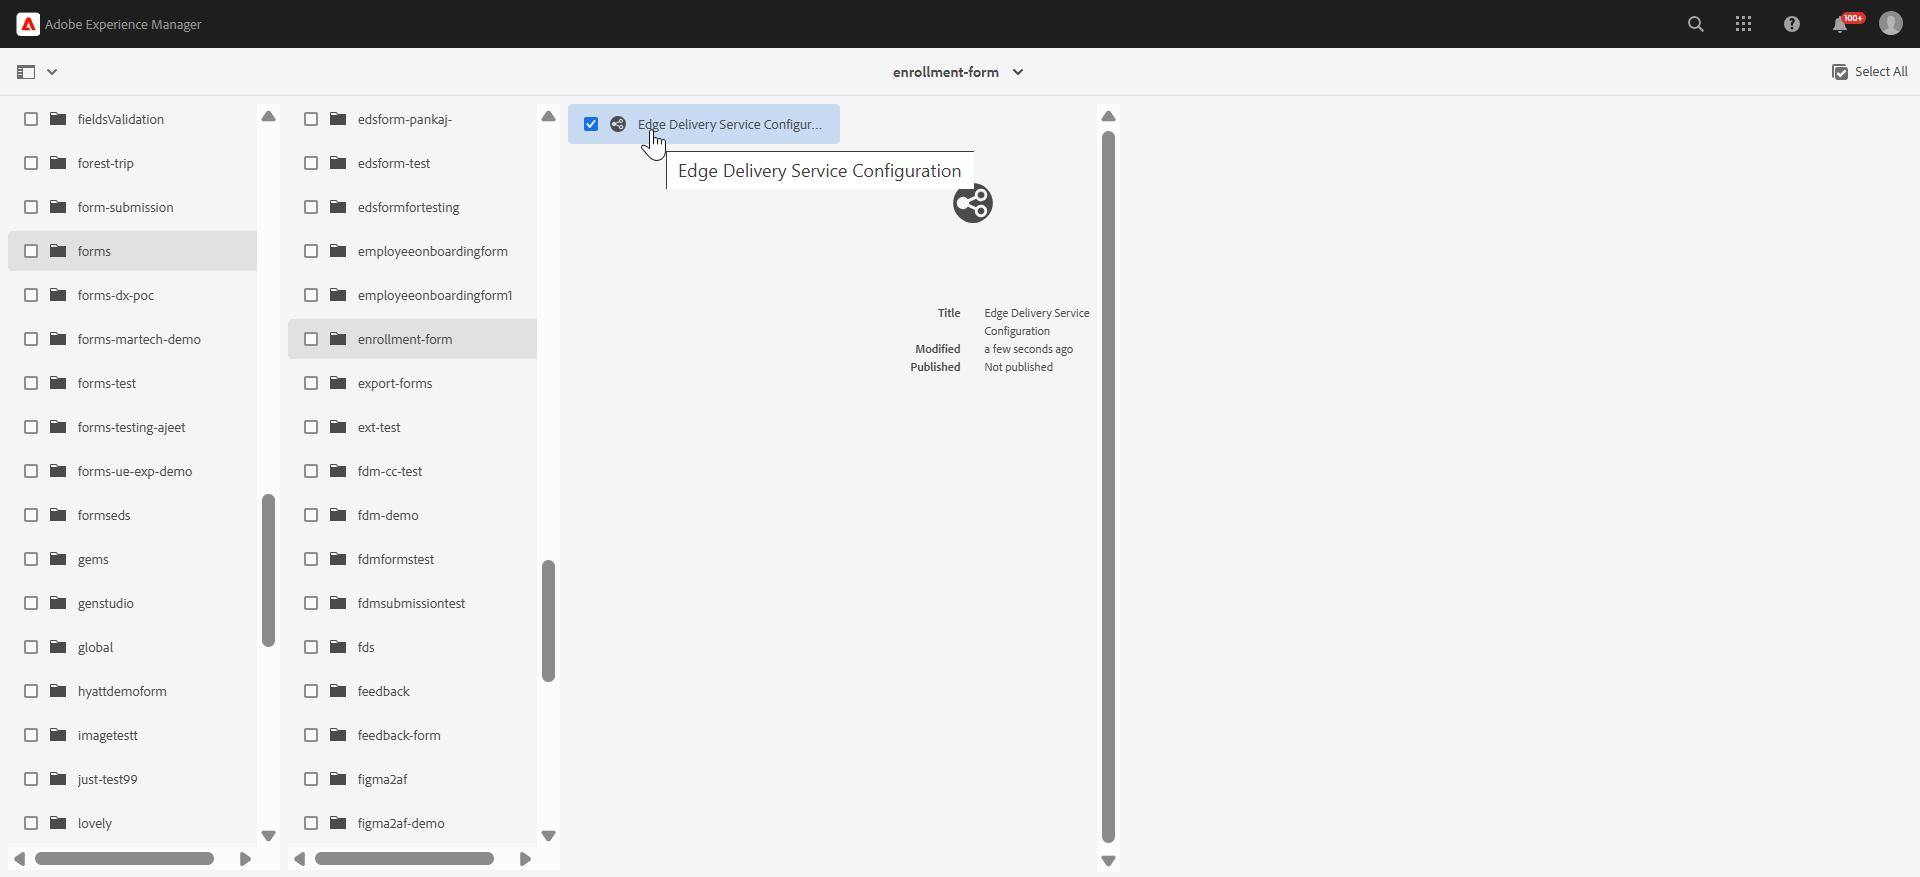 Adobe Experience Manager
100+
enrollment-form
Select All
fieldsValidation
forest-trip
form-submission
forms
forms-dx-poc
forms-martech-demo
forms-test
forms-testing-ajeet
forms-ue-exp-demo
formseds
gems
genstudio
global
hyattdemoform
imagetestt
just-test99
lovely
edsform-pankaj-
edsform-test
edsformfortesting
employeeonboardingform
employeeonboardingform1
enrollment-form
export-forms
ext-test
fdm-cc-test
fdm-demo
fdmformstest
fdmsubmissiontest
fds
feedback
feedback-form
figma2af
figma2af-demo
Edge Delivery Service Configur...
Edge Delivery Service Configuration
Title Edge Delivery Service
Configuration
Modified a few seconds ago
Published Not published